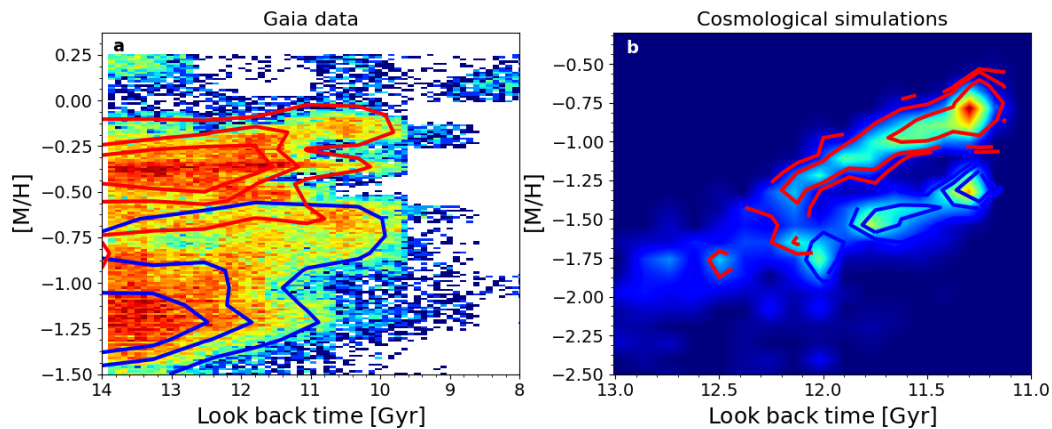 Gaia data
a
[M/H]
0.25
0.00
−0.25
−0.50
−0.75
−1.00
−1.25
−1.50
14 13 12 11 10 9 8
Look back time [Gyr]
Cosmological simulations
b
[M/H]
−0.50
−0.75
−1.00
−1.25
−1.50
−1.75
−2.00
−2.25
−2.50
13.0 12.5 12.0 11.5 11.0
Look back time [Gyr]